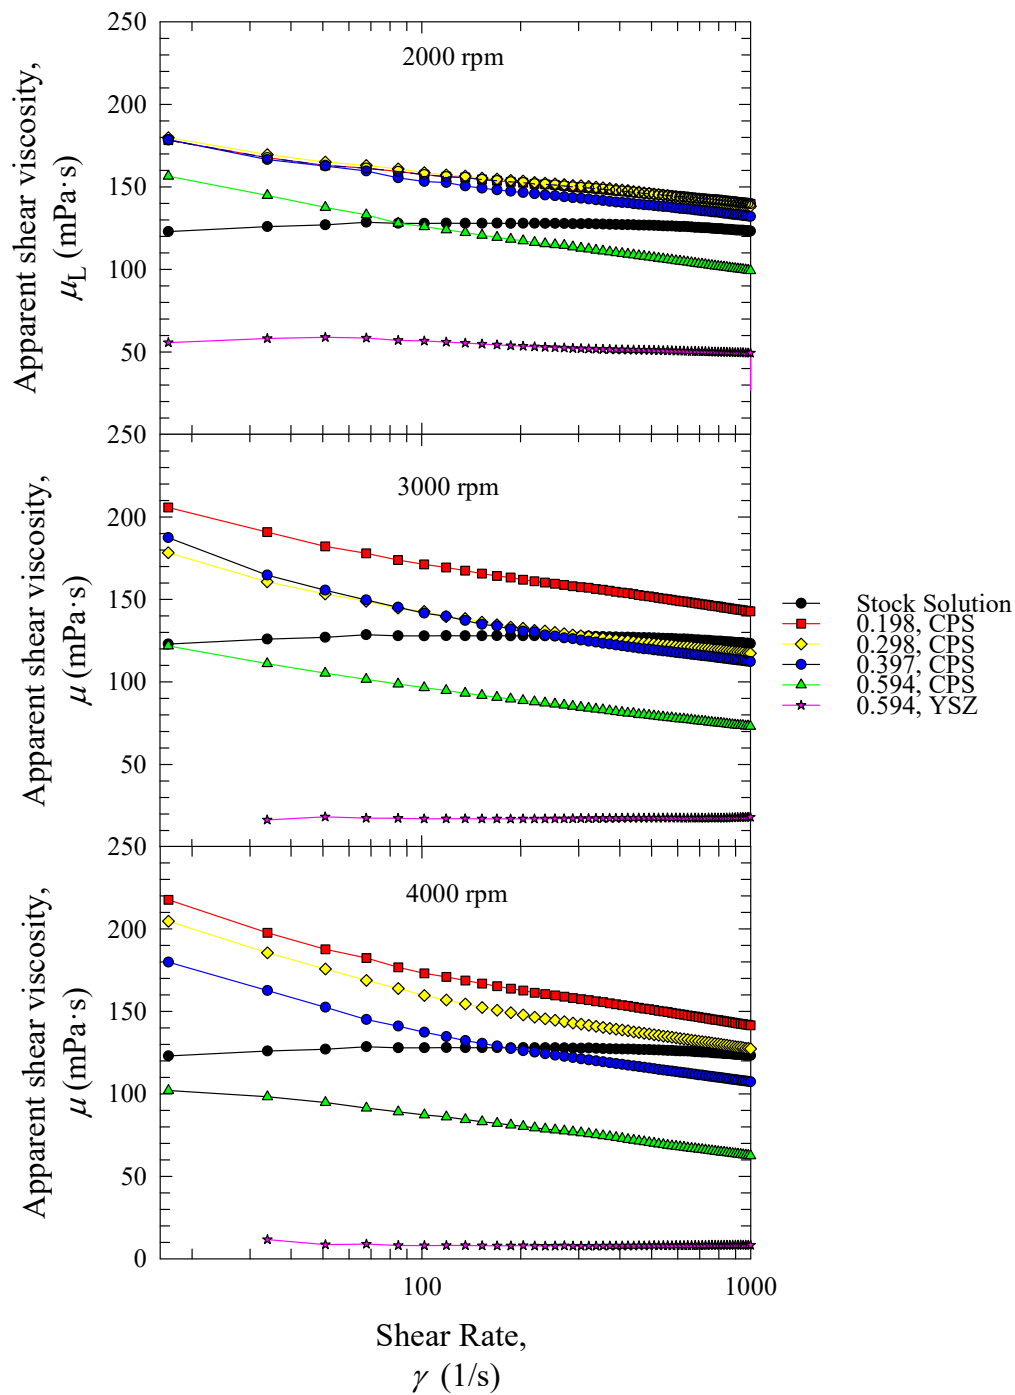 250
2000 rpm
200
150
100
50
Apparent shear viscosity,
μL (mPa·s)
250
3000 rpm
200
150
100
50
Apparent shear viscosity,
μ (mPa·s)
250
4000 rpm
200
150
100
50
0
Apparent shear viscosity,
μ (mPa·s)
100 1000
Shear Rate,
γ (1/s)
Stock Solution
0.198, CPS
0.298, CPS
0.397, CPS
0.594, CPS
0.594, YSZ